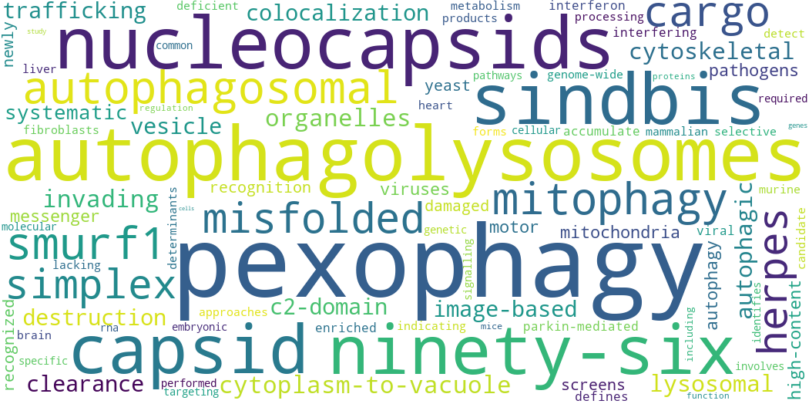 trafficking
deficient
colocalization
metabolism
products
interferon
processing
cargo
newly
study
common
nucleocapsids
interfering
cytoskeletal
detect
liver
autophagosomal
yeast
heart
pathways
genome-wide
proteins
pathogens
required
systematic
regulation
fibroblasts
vesicle
organelles
sindbis
forms
cellular
accumulate
mammalian
selective
genes
autophagolysosomes
invading
recognition
viruses
mitophagy
murine
messenger
determinants
cells
misfolded
damaged
genetic
motor
mitochondria
viral
autophagic
herpes
candidate
molecular
smurf1
lacking
simplex
pexophagy
signalling
autophagy
identifies
high-content
recognized
destruction
approaches
c2-domain
image-based
rna
embryonic
enriched
indicating
mice
parkin-mediated
including
brain
capsid
ninety-six
involves
specific
clearance
performed
targeting
cytoplasm-to-vacuole
screens
defines
lysosomal
function